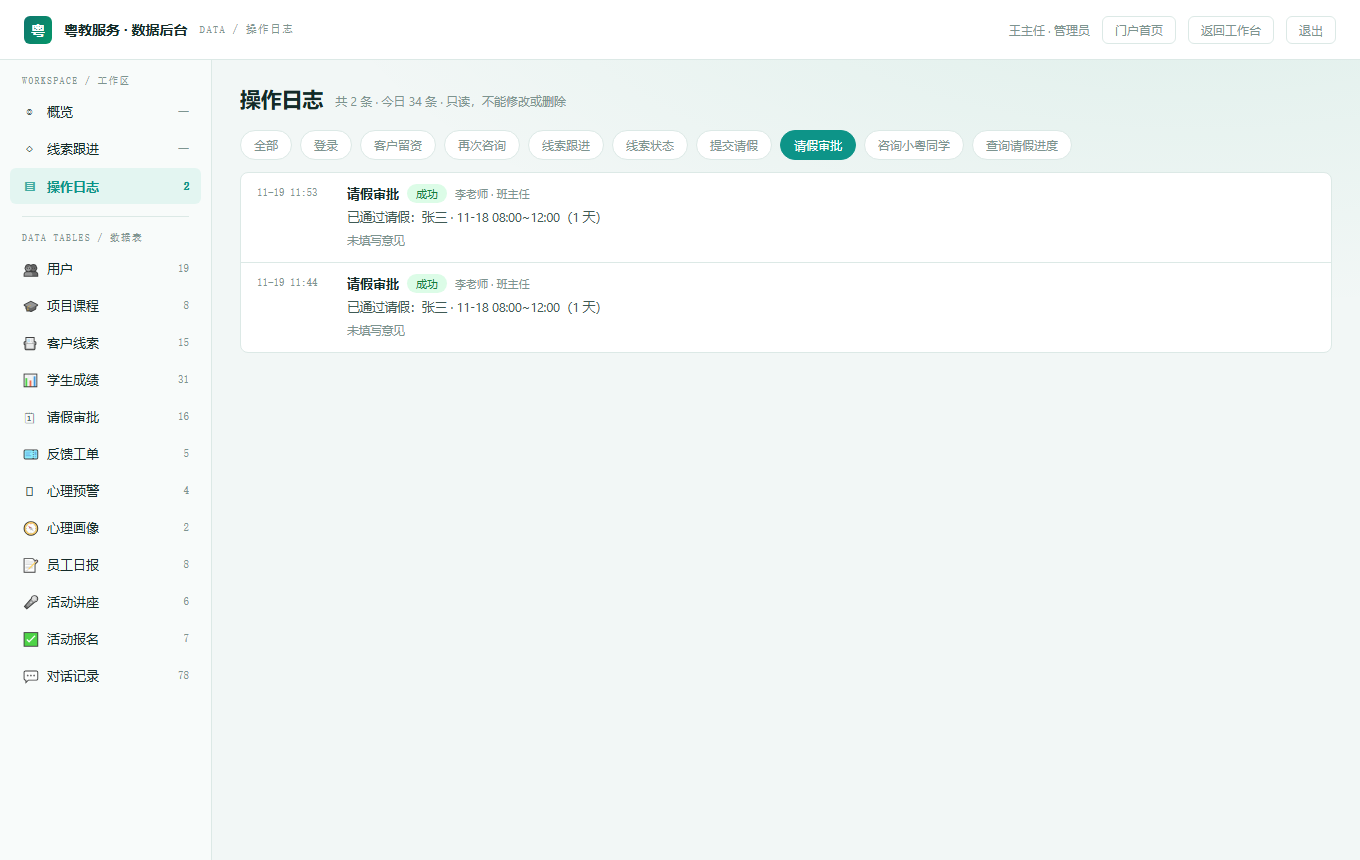 粤 粤教服务 · 数据后台 DATA / 操作日志 王主任 · 管理员 门户首页 返回工作台 退出
WORKSPACE / 工作区
概览 —
线索跟进 —
操作日志 2
DATA TABLES / 数据表
用户 19
项目课程 8
客户线索 15
学生成绩 31
请假审批 16
反馈工单 5
心理预警 4
心理画像 2
员工日报 8
活动讲座 6
活动报名 7
对话记录 78
操作日志 共 2 条 · 今日 34 条 · 只读，不能修改或删除
全部 登录 客户留资 再次咨询 线索跟进 线索状态 提交请假 请假审批 咨询小粤同学 查询请假进度
11-19 11:53 请假审批 成功 李老师 · 班主任
已通过请假：张三 · 11-18 08:00~12:00（1 天）
未填写意见
11-19 11:44 请假审批 成功 李老师 · 班主任
已通过请假：张三 · 11-18 08:00~12:00（1 天）
未填写意见